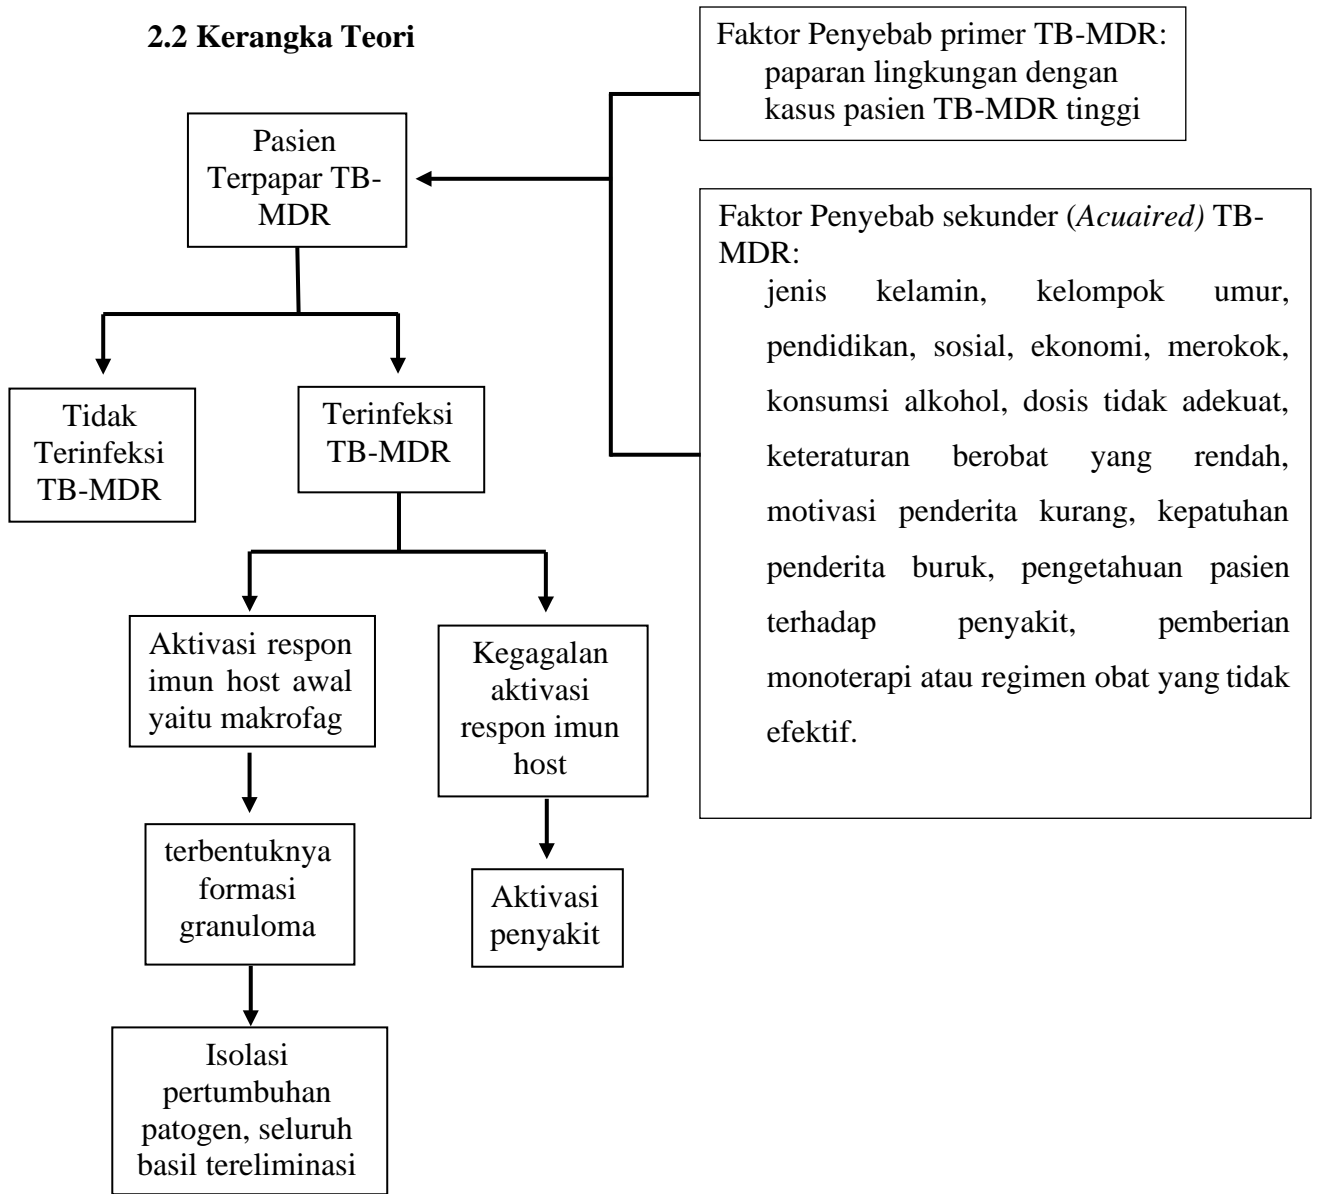 2.2 Kerangka Teori
Faktor Penyebab primer TB-MDR:
paparan lingkungan dengan
kasus pasien TB-MDR tinggi
Pasien
Terpapar TB-
MDR
Faktor Penyebab sekunder (Acuaired) TB-
MDR:
jenis kelamin, kelompok umur,
pendidikan, sosial, ekonomi, merokok,
konsumsi alkohol, dosis tidak adekuat,
keteraturan berobat yang rendah,
motivasi penderita kurang, kepatuhan
penderita buruk, pengetahuan pasien
terhadap penyakit, pemberian
monoterapi atau regimen obat yang tidak
efektif.
Tidak
Terinfeksi
TB-MDR
Terinfeksi
TB-MDR
Aktivasi respon
imun host awal
yaitu makrofag
Kegagalan
aktivasi
respon imun
host
terbentuknya
formasi
granuloma
Aktivasi
penyakit
Isolasi
pertumbuhan
patogen, seluruh
basil tereliminasi